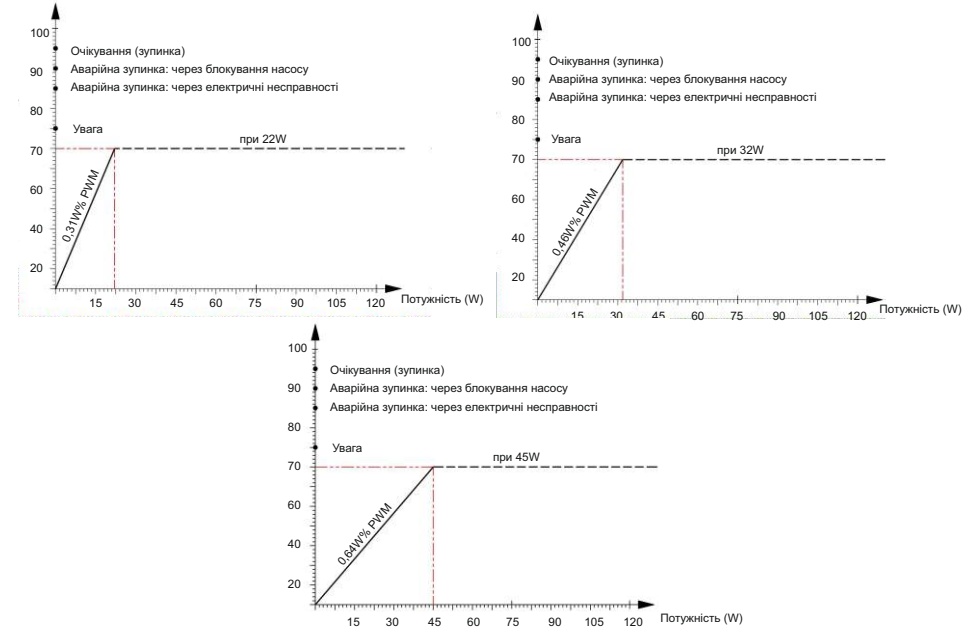 100
Очікування (зупинка)
90
Аварійна зупинка: через блокування насосу
Аварійна зупинка: через електричні несправності
80
Увага
при 22W
70
60
0,31W% PWM
40
20
15 30 45 60 75 90 105 120
Потужність (W)
100
Очікування (зупинка)
90
Аварійна зупинка: через блокування насосу
Аварійна зупинка: через електричні несправності
80
Увага
при 32W
70
60
0,46W% PWM
40
20
15 30 45 60 75 90 105 120
Потужність (W)
100
Очікування (зупинка)
90
Аварійна зупинка: через блокування насосу
Аварійна зупинка: через електричні несправності
80
Увага
при 45W
70
60
0,64W% PWM
40
20
15 30 45 60 75 90 105 120
Потужність (W)